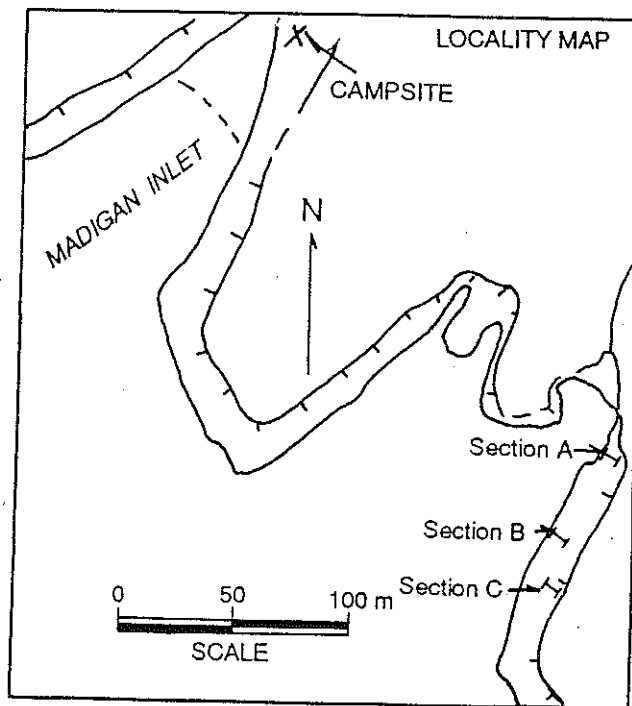 LOCALITY MAP
X
CAMPSITE
MADIGAN INLET
N
Section A
Section B
Section C
0 50 100 m
SCALE